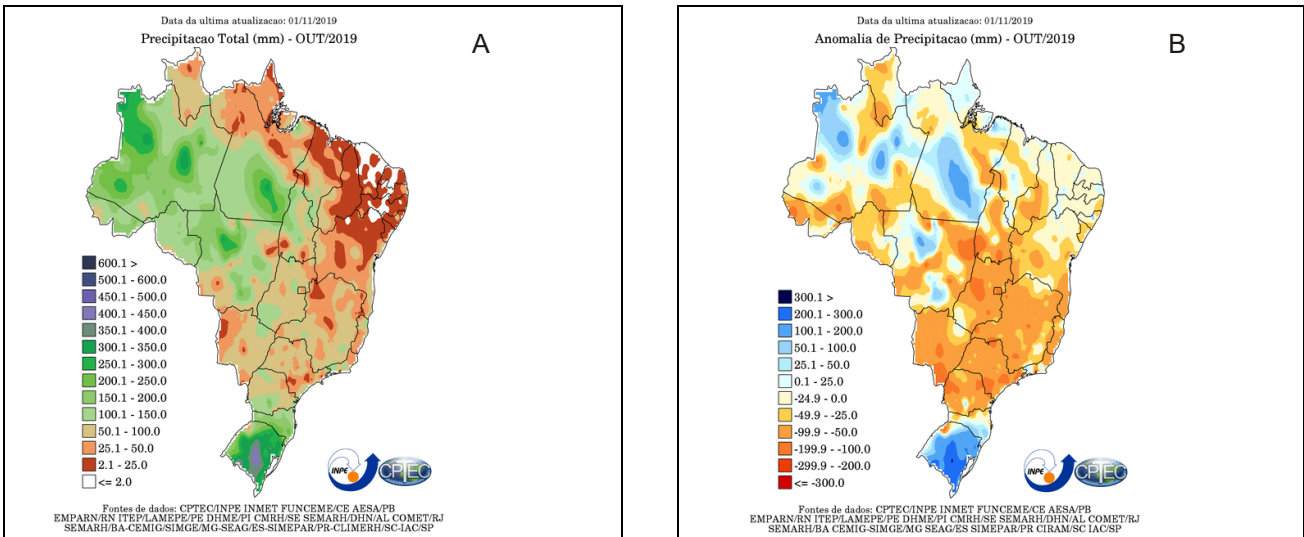 Data da ultima atualizacao: 01/11/2019
Precipitacao Total (mm) - OUT/2019
A
600.1 >
500.1 - 600.0
450.1 - 500.0
400.1 - 450.0
350.1 - 400.0
300.1 - 350.0
250.1 - 300.0
200.1 - 250.0
150.1 - 200.0
100.1 - 150.0
50.1 - 100.0
25.1 - 50.0
2.1 - 25.0
<= 2.0
INPE
CPTEC
Fontes de dados: CPTEC/INPE INMET FUNCEME/CE AESA/PB
EMPARN/RN ITEP/LAMEPE/PE DHME/PI CMRH/SE SEMARH/DHN/AL COMET/RJ
SEMARH/BA-CEMIG/SIMGE/MG-SEAG/ES-SIMEPAR/PR-CLIMERH/SC-IAC/SP
Data da ultima atualizacao: 01/11/2019
Anomalia de Precipitacao (mm) - OUT/2019
B
300.1 >
200.1 - 300.0
100.1 - 200.0
50.1 - 100.0
25.1 - 50.0
0.1 - 25.0
-24.9 - 0.0
-49.9 - -25.0
-99.9 - -50.0
-199.9 - -100.0
-299.9 - -200.0
<= -300.0
INPE
CPTEC
Fontes de dados: CPTEC/INPE INMET FUNCEME/CE AESA/PB
EMPARN/RN ITEP/LAMEPE/PE DHME/PI CMRH/SE SEMARH/DHN/AL COMET/RJ
SEMARH/BA CEMIG-SIMGE/MG SEAG/ES SIMEPAR/PR CIRAM/SC IAC/SP